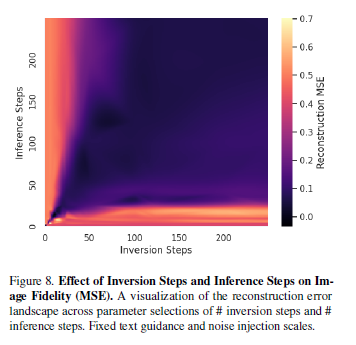 0.7
0.6
0.5
0.4
0.3
0.2
0.1
0.0
Reconstruction MSE
200
150
100
50
0
Inference Steps
0 50 100 150 200
Inversion Steps
Figure 8. Effect of Inversion Steps and Inference Steps on Im-
age Fidelity (MSE). A visualization of the reconstruction error
landscape across parameter selections of # inversion steps and #
inference steps. Fixed text guidance and noise injection scales.